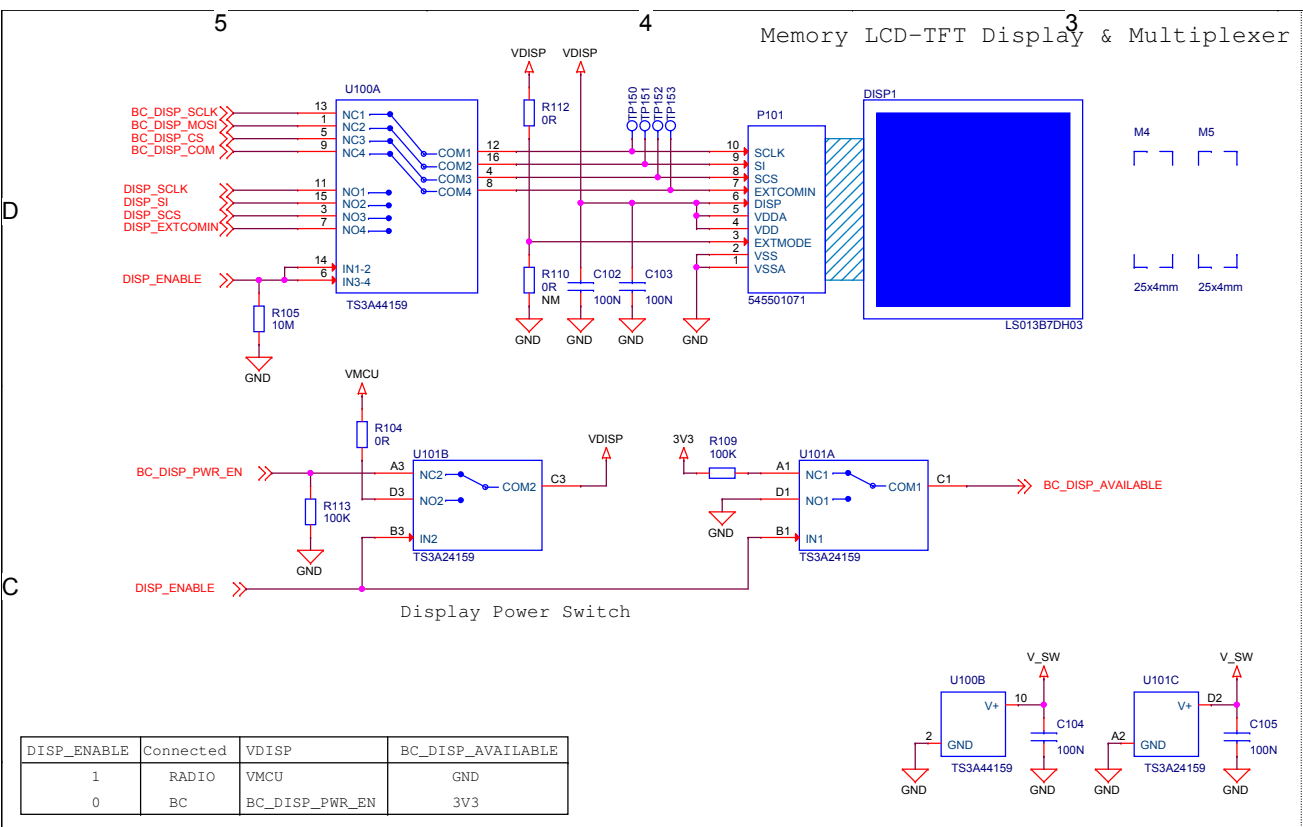 5 4 3
Memory LCD-TFT Display & Multiplexer
D
C
U100A
BC_DISP_SCLK 13 NC1
BC_DISP_MOSI 1 NC2
BC_DISP_CS 5 NC3
BC_DISP_COM 9 NC4
COM1 12
COM2 16
COM3 4
COM4 8
DISP_SCLK 11 NO1
DISP_SI 15 NO2
DISP_SCS 3 NO3
DISP_EXTCOMIN 7 NO4
14 IN1-2
DISP_ENABLE 6 IN3-4
TS3A44159
R105
10M
GND
VDISP VDISP
R112
0R
TP150 TP151 TP152 TP153
R110
0R
NM
C102
100N
C103
100N
GND GND GND GND
P101
10 SCLK
9 SI
8 SCS
7 EXTCOMIN
6 DISP
5 VDDA
4 VDD
3 EXTMODE
2 VSS
1 VSSA
545501071
DISP1
LS013B7DH03
M4 M5
25x4mm 25x4mm
VMCU
R104
0R
U101B
BC_DISP_PWR_EN A3 NC2
D3 NO2
B3 IN2
COM2 C3
VDISP
TS3A24159
R113
100K
GND
DISP_ENABLE
Display Power Switch
3V3
R109
100K
U101A
A1 NC1
D1 NO1
B1 IN1
COM1 C1
BC_DISP_AVAILABLE
GND
TS3A24159
V_SW
U100B
V+ 10
2 GND
C104
100N
TS3A44159
GND GND
V_SW
U101C
V+ D2
A2 GND
C105
100N
TS3A24159
GND GND
DISP_ENABLE Connected VDISP BC_DISP_AVAILABLE
1 RADIO VMCU GND
0 BC BC_DISP_PWR_EN 3V3